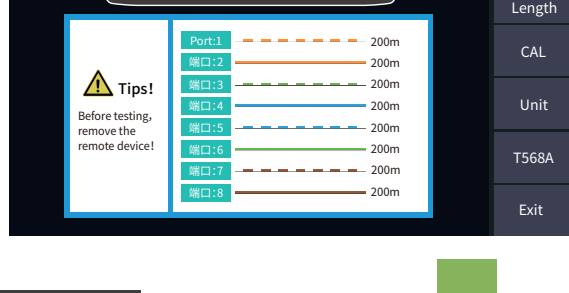 Length
CAL
Unit
T568A
Exit
Tips!
Before testing,
remove the
remote device!
Port:1 200m
端口:2 200m
端口:3 200m
端口:4 200m
端口:5 200m
端口:6 200m
端口:7 200m
端口:8 200m